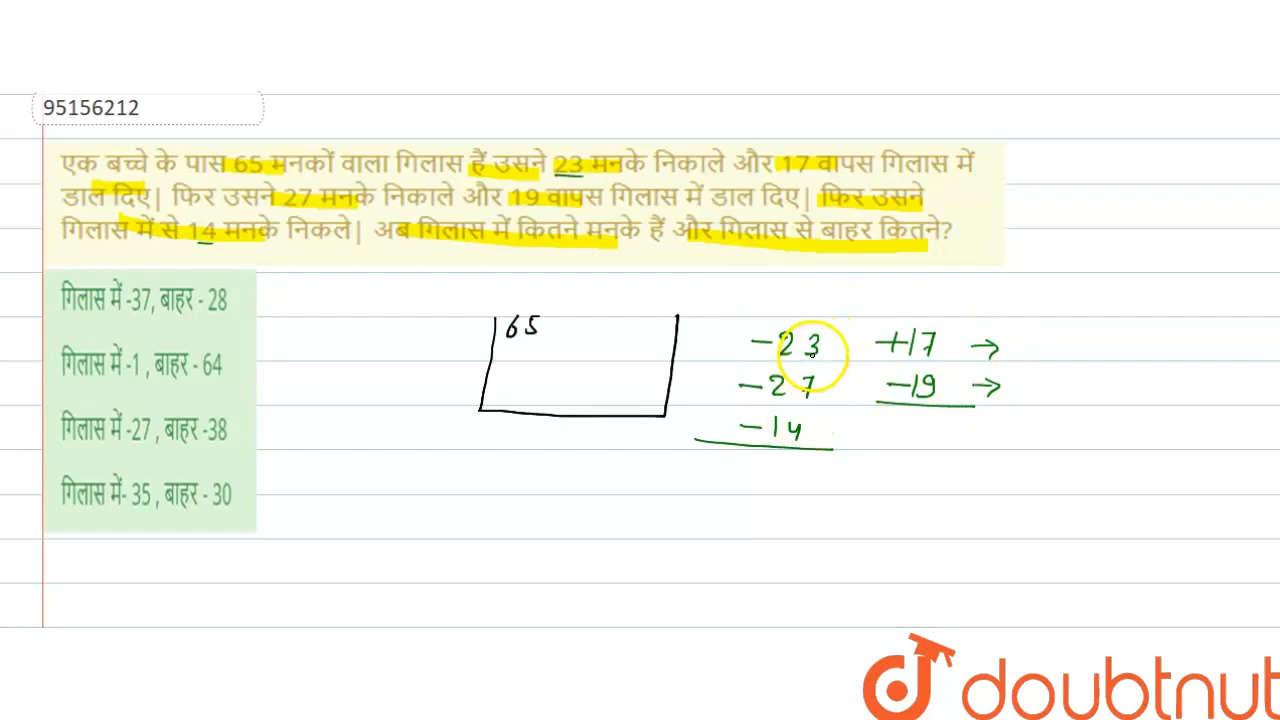 95156212
एक बच्चे के पास 65 मनकों वाला गिलास हैं उसने 23 मनके निकाले और 17 वापस गिलास में
डाल दिए| फिर उसने 27 मनके निकाले और 19 वापस गिलास में डाल दिए| फिर उसने
गिलास में से 14 मनके निकले| अब गिलास में कितने मनके हैं और गिलास से बाहर कितने?
गिलास में -37, बाहर - 28
गिलास में -1 , बाहर - 64
गिलास में -27 , बाहर -38
गिलास में- 35 , बाहर - 30
65
-23 +17 →
-27 -19 →
-14
doubtnut